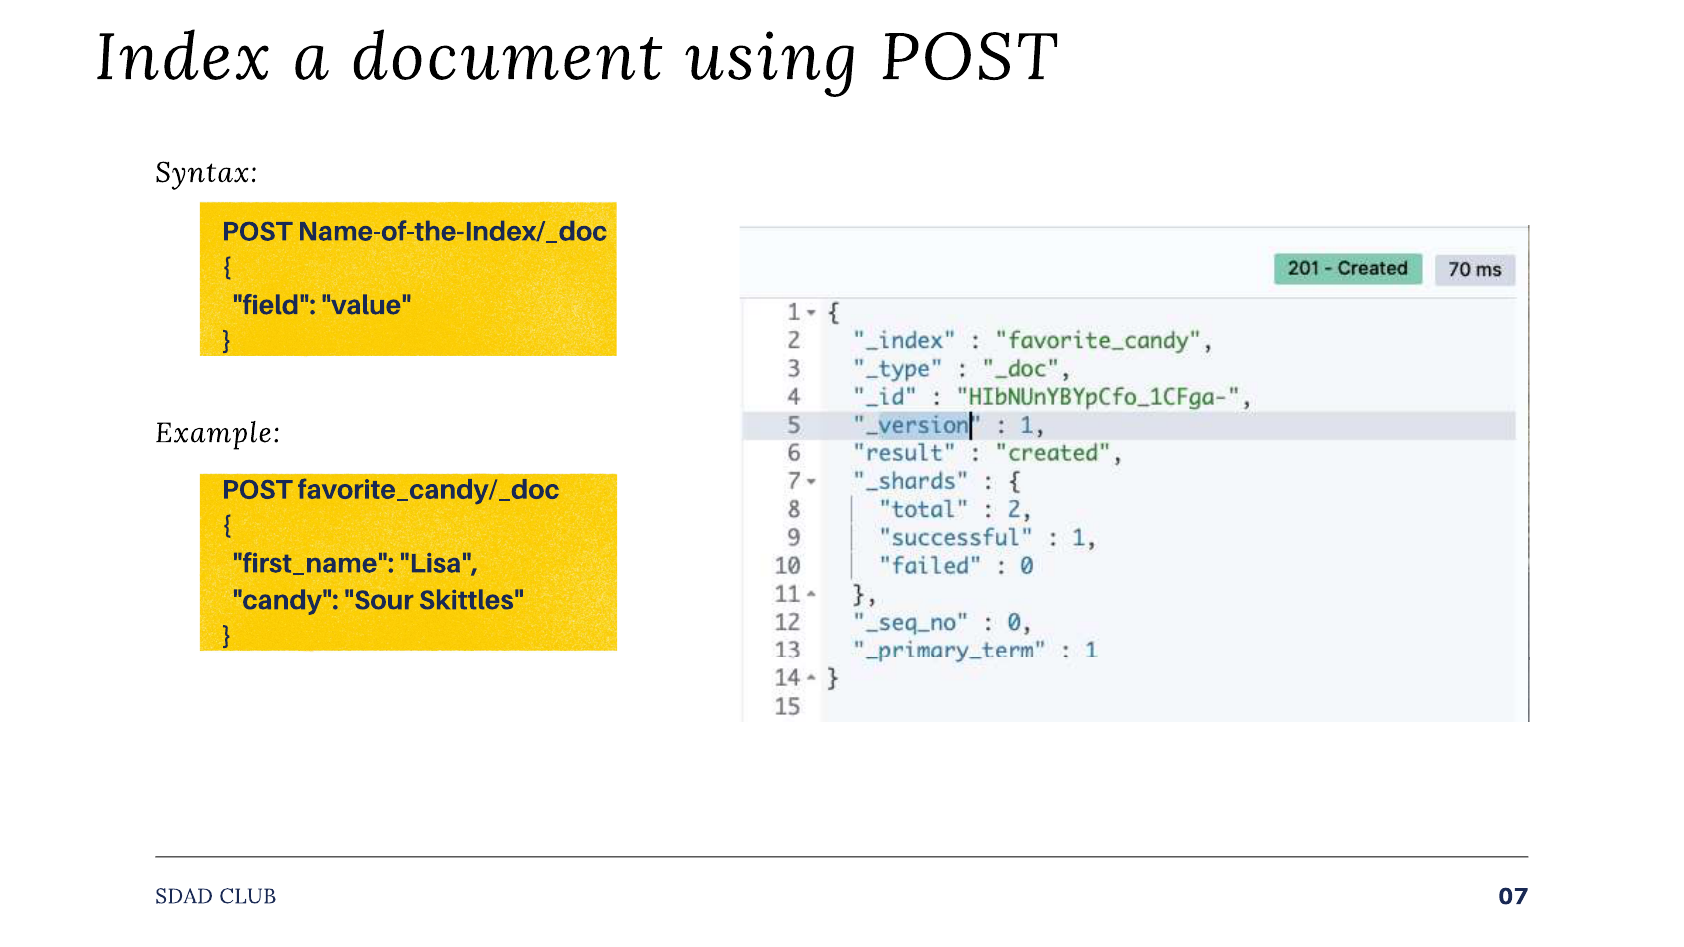 Index a document using POST
Syntax:
POST Name-of-the-Index/_doc
{
"field": "value"
}
Example:
POST favorite_candy/_doc
{
"first_name": "Lisa",
"candy": "Sour Skittles"
}
201 - Created 70 ms
1 {
2 "_index" : "favorite_candy",
3 "_type" : "_doc",
4 "_id" : "HIbNUnYBYpCfo_1CFga-",
5 "_version" : 1,
6 "result" : "created",
7 "_shards" : {
8 "total" : 2,
9 "successful" : 1,
10 "failed" : 0
11 },
12 "_seq_no" : 0,
13 "_primary_term" : 1
14 }
15
SDAD CLUB 07